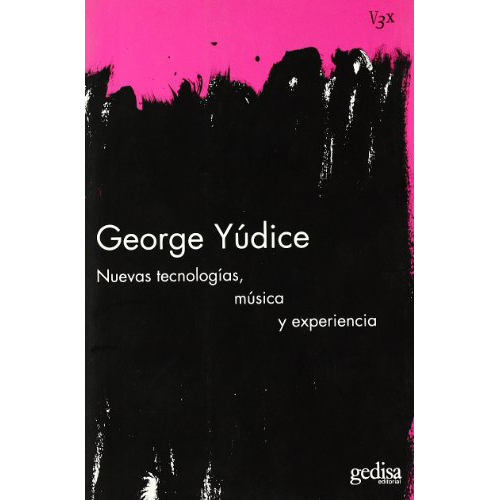 V3x
George Yúdice
Nuevas tecnologías,
música
y experiencia
gedisa
editorial